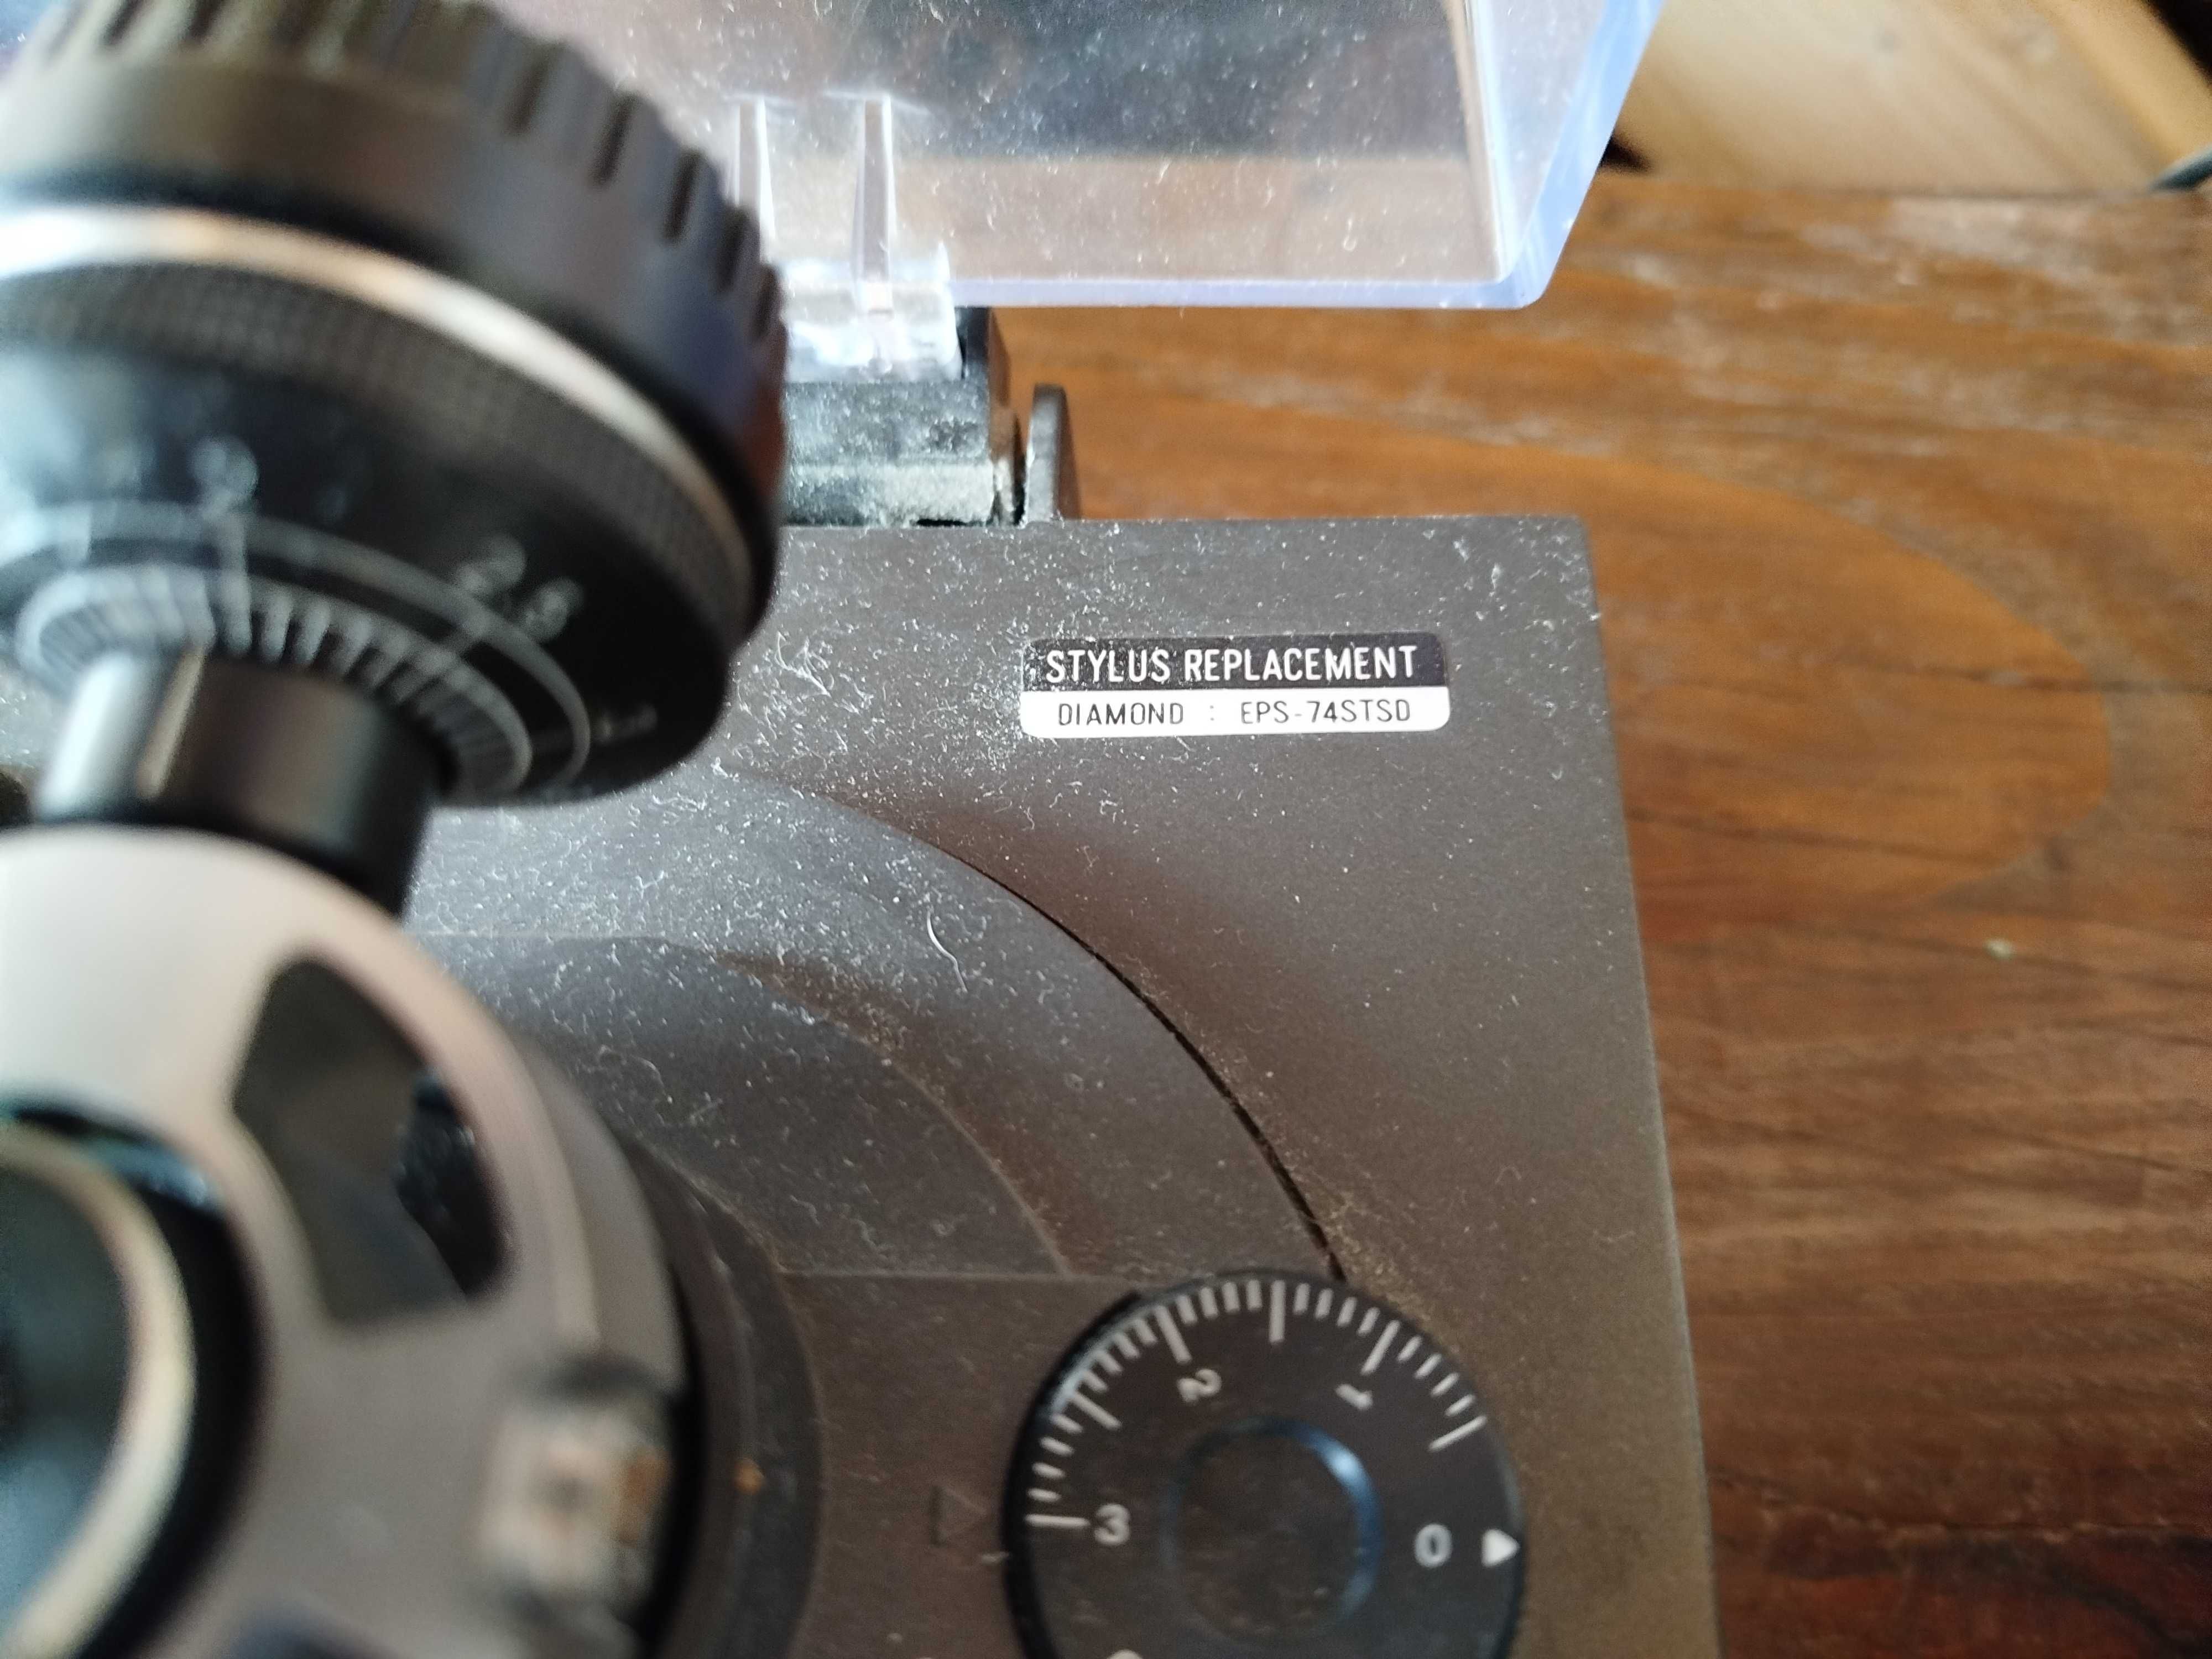 STYLUS REPLACEMENT
DIAMOND : EPS-74STSD
2 1
3 0